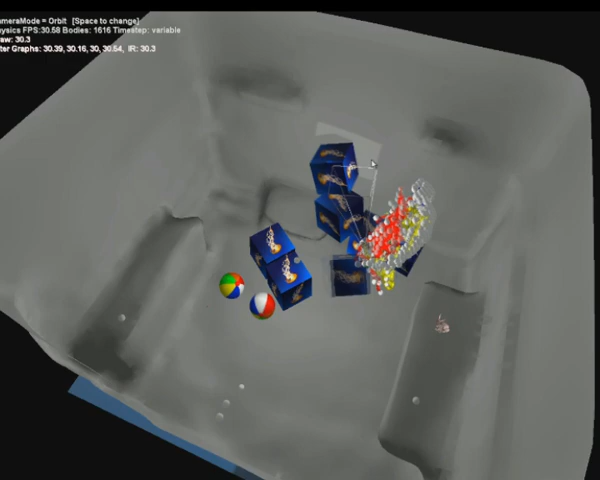 ameraMode = Orbit [Space to change]
ysics FPS:30.58 Bodies: 1616 Timestep: variable
aw: 30.3
ter Graphs: 30.39, 30.16, 30, 30.54, IR: 30.3